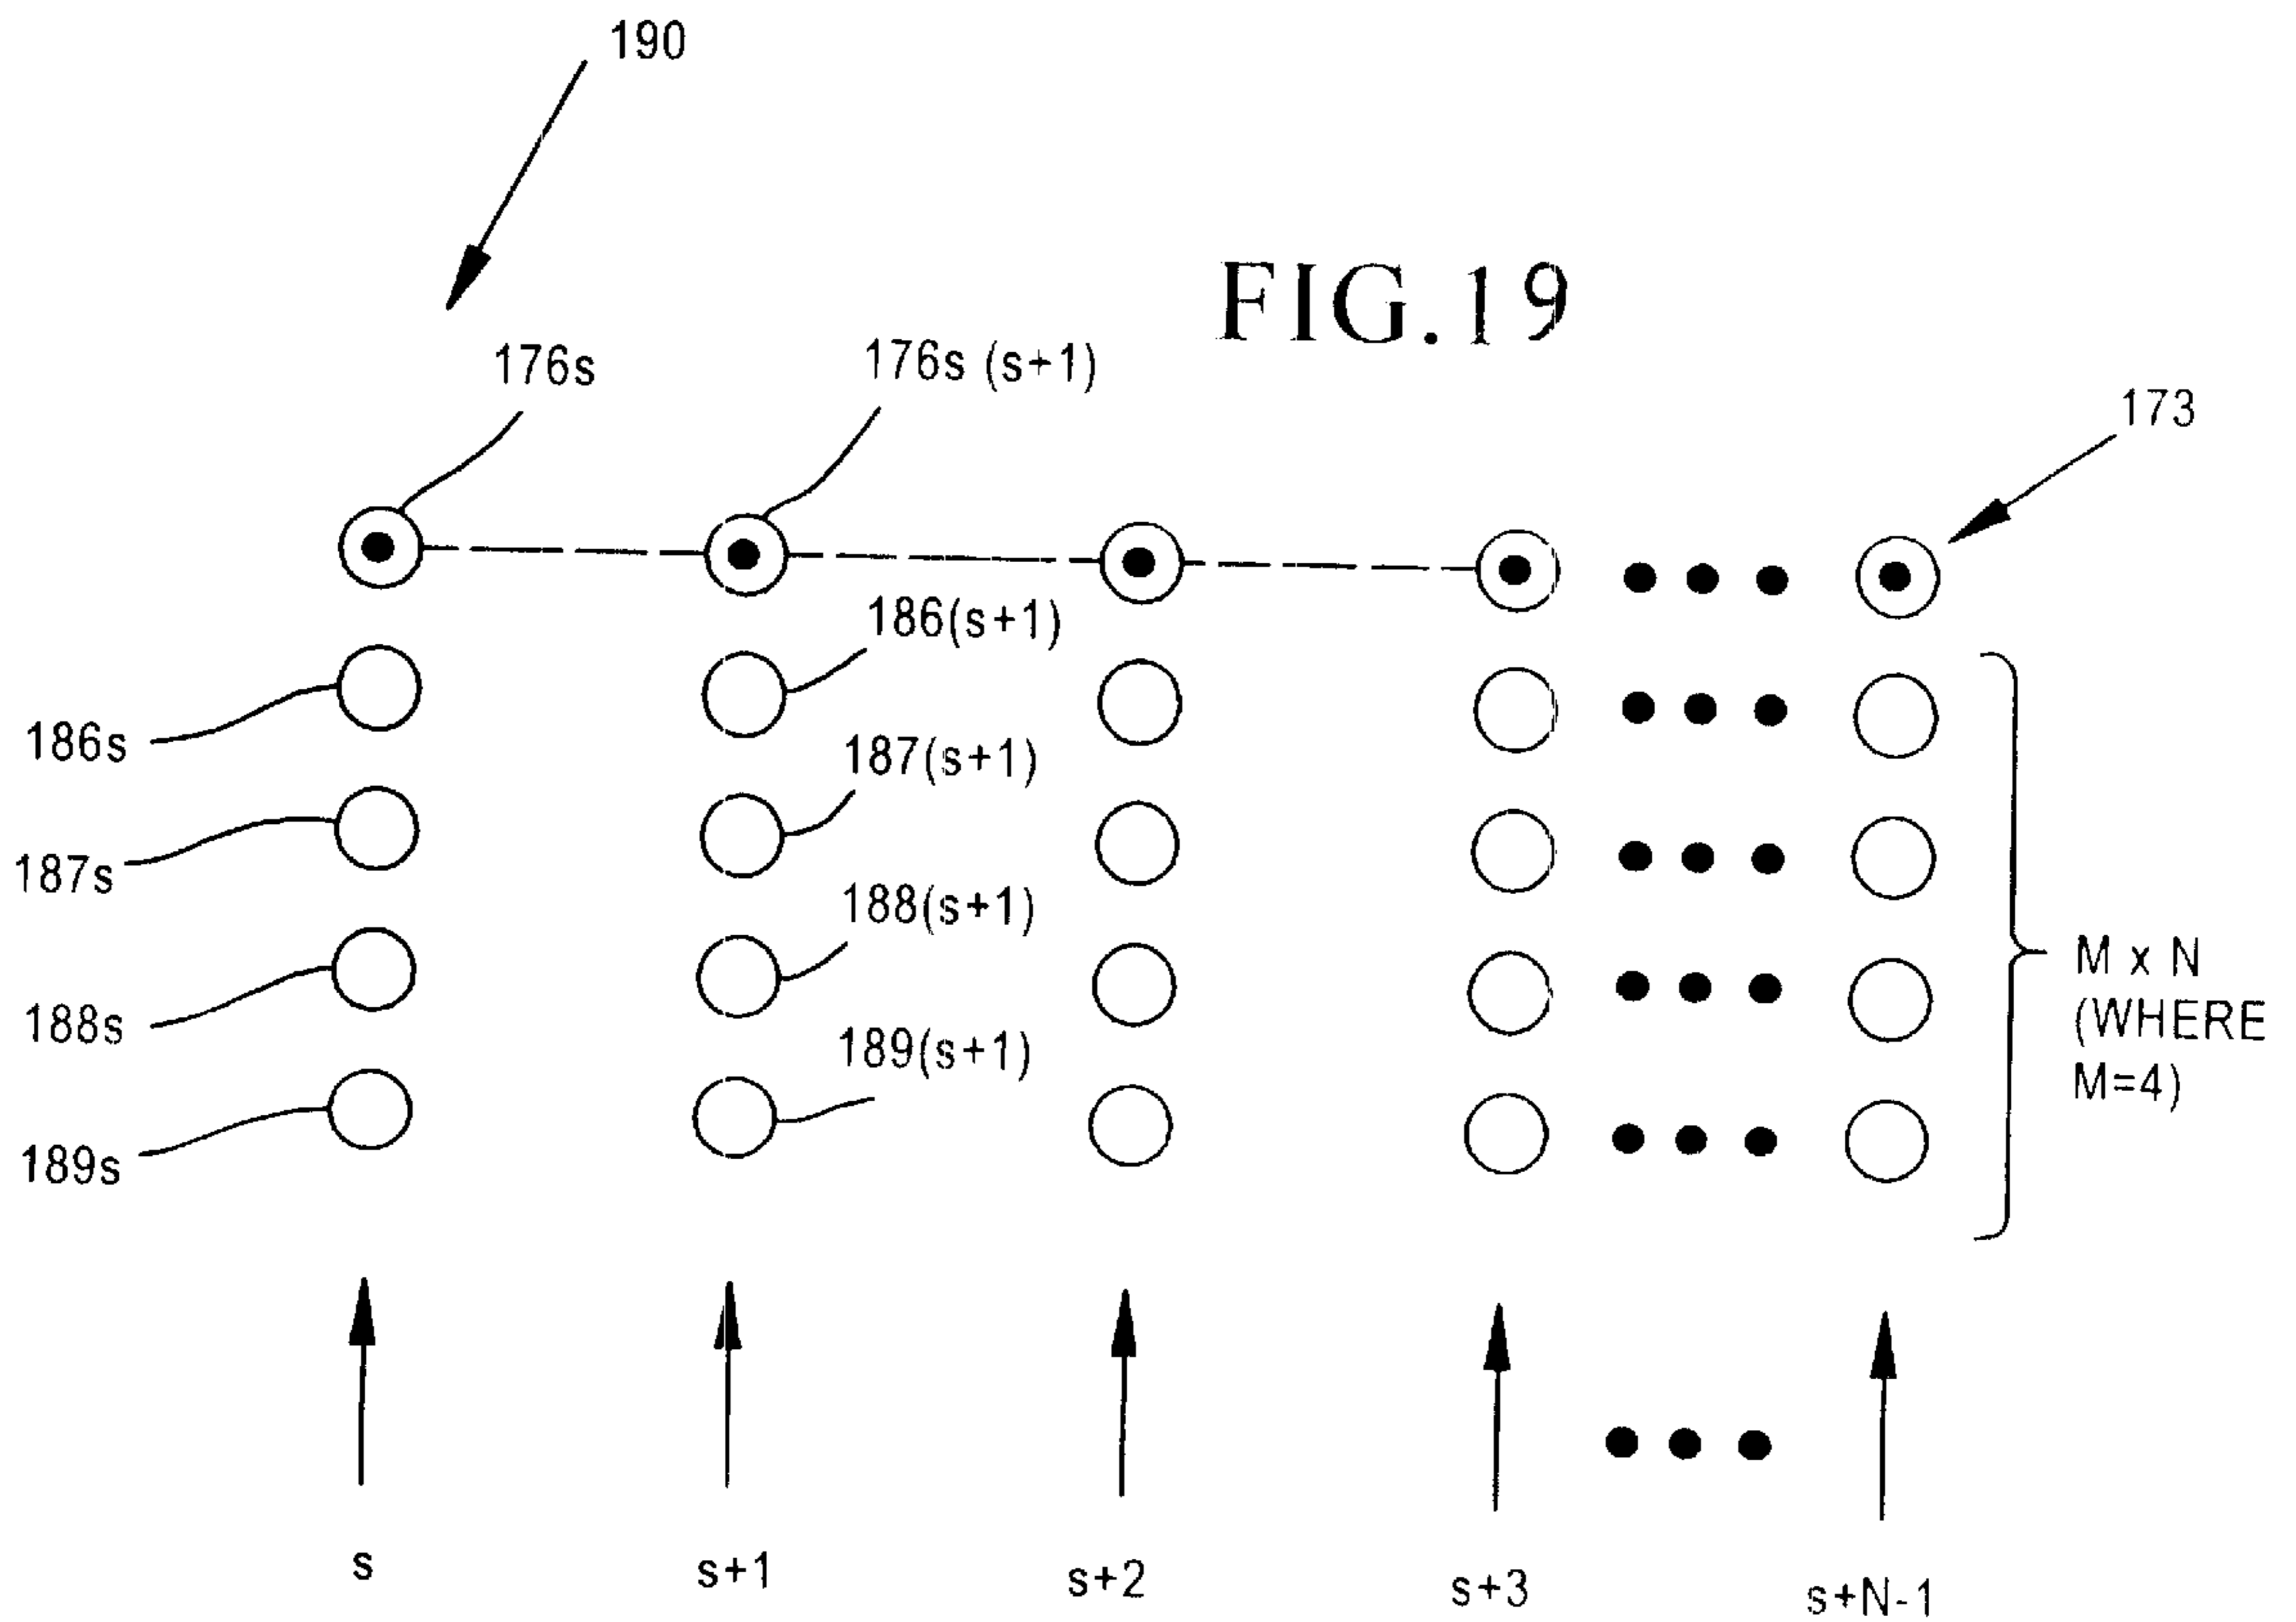 190
FIG.19
176s
176s (s+1)
173
186(s+1)
186s
187(s+1)
187s
188(s+1)
M x N
(WHERE
M=4)
188s
189(s+1)
189s
s
s+1
s+2
s+3
s+N-1